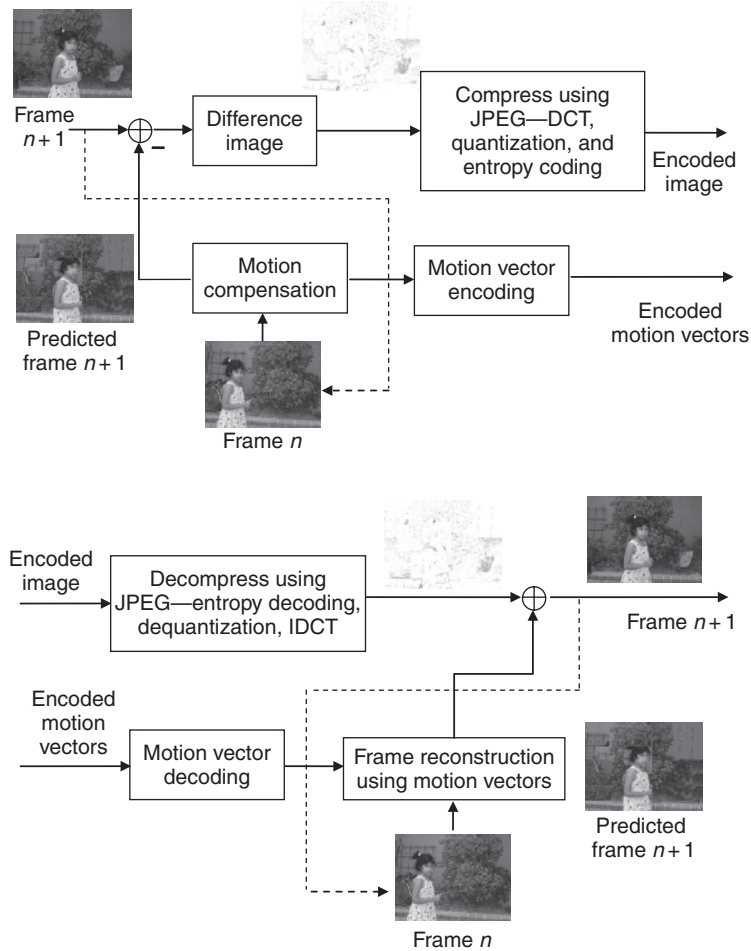 Frame
n + 1
–
Difference
image
Compress using
JPEG—DCT,
quantization, and
entropy coding
Encoded
image
Predicted
frame n + 1
Motion
compensation
Motion vector
encoding
Encoded
motion vectors
Frame n
Encoded
image
Decompress using
JPEG—entropy decoding,
dequantization, IDCT
Frame n + 1
Encoded
motion
vectors
Motion vector
decoding
Frame reconstruction
using motion vectors
Predicted
frame n + 1
Frame n